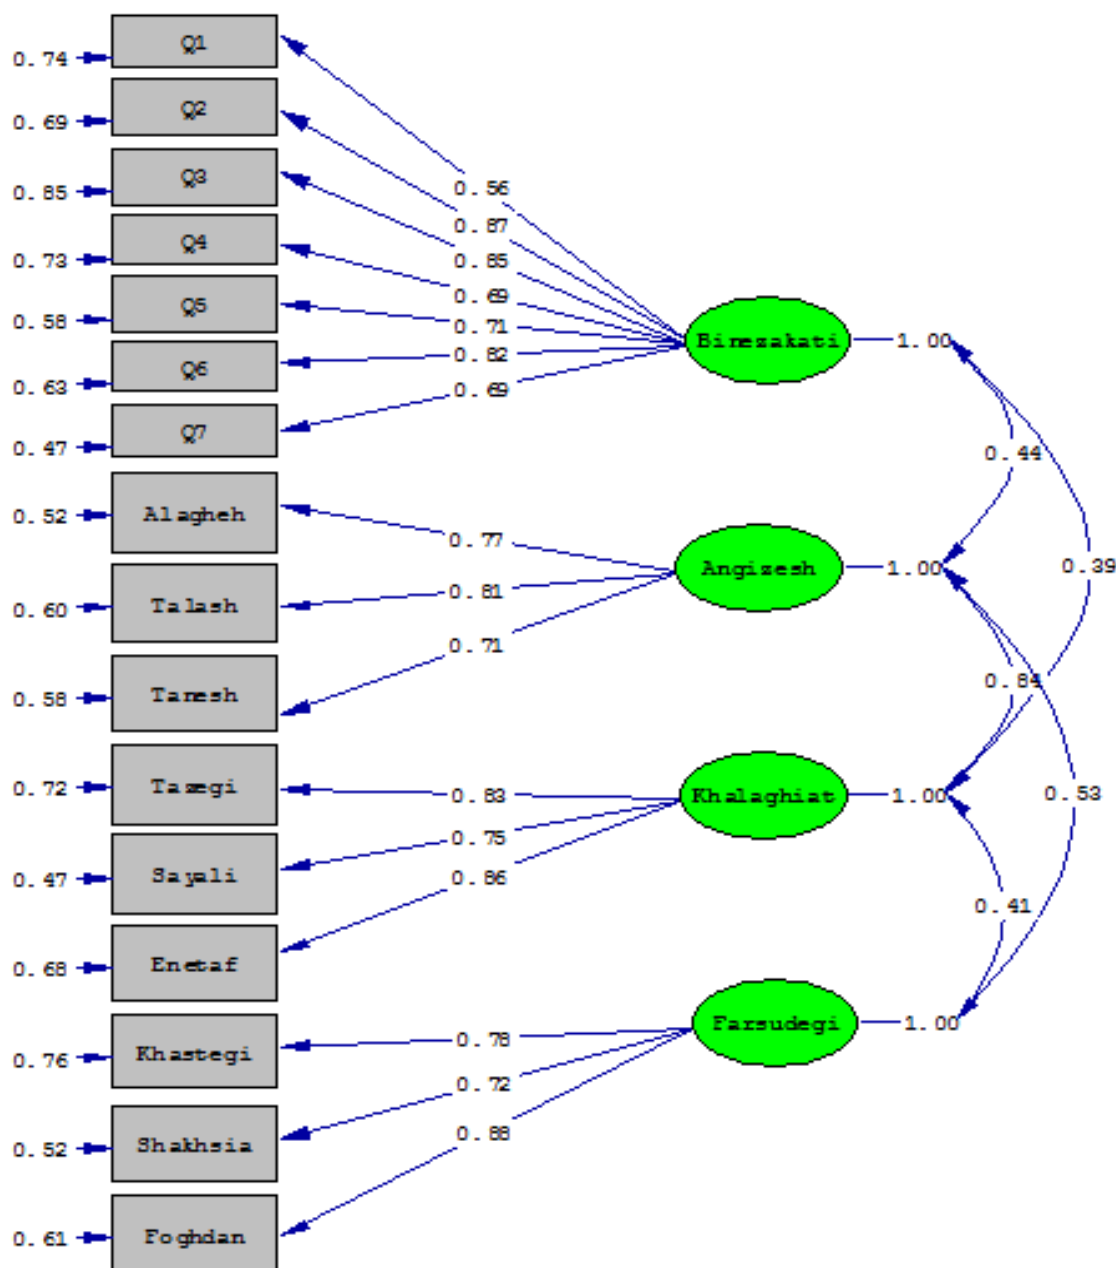 0.74 Q1
0.69 Q2
0.85 Q3
0.73 Q4
0.58 Q5
0.63 Q6
0.47 Q7
0.52 Alagheh
0.60 Talash
0.58 Tanesh
0.72 Tazegi
0.47 Sayali
0.68 Enetaf
0.76 Khastegi
0.52 Shakhsia
0.61 Foghdan
0.56
0.87
0.85
0.69
0.71
0.82
0.69
0.77
0.81
0.71
0.83
0.75
0.86
0.78
0.72
0.88
Binesakati 1.00
Angizesh 1.00
Khalaghiat 1.00
Farsudegi 1.00
0.44
0.39
0.84
0.53
0.41